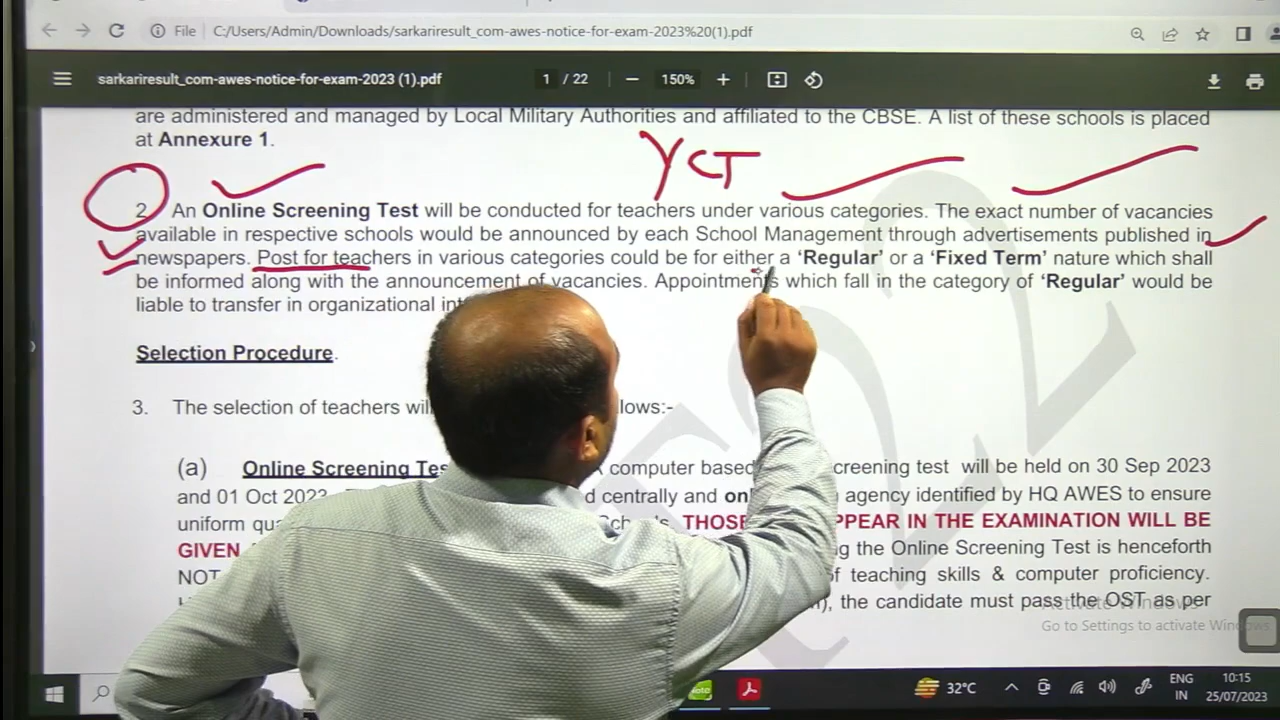 File C:/Users/Admin/Downloads/sarkariresult_com-awes-notice-for-exam-2023%20(1).pdf
sarkariresult_com-awes-notice-for-exam-2023 (1).pdf 1 / 22 150%
are administered and managed by Local Military Authorities and affiliated to the CBSE. A list of these schools is placed
at Annexure 1.
YCT
2. An Online Screening Test will be conducted for teachers under various categories. The exact number of vacancies
available in respective schools would be announced by each School Management through advertisements published in
newspapers. Post for teachers in various categories could be for either a ‘Regular’ or a ‘Fixed Term’ nature which shall
be informed along with the announcement of vacancies. Appointments which fall in the category of ‘Regular’ would be
liable to transfer in organizational
Selection Procedure.
3. The selection of teachers
(a) Online Screening computer based screening test will be held on 30 Sep 2023
and 01 Oct 2023. centrally and agency identified by HQ AWES to ensure
uniform THOSE APPEAR IN THE EXAMINATION WILL BE
GIVEN the Online Screening Test is henceforth
NOT of teaching skills & computer proficiency.
the candidate must pass the OST as per
Activate Windows
Go to Settings to activate Windows.
32°C ENG 10:15
IN 25/07/2023